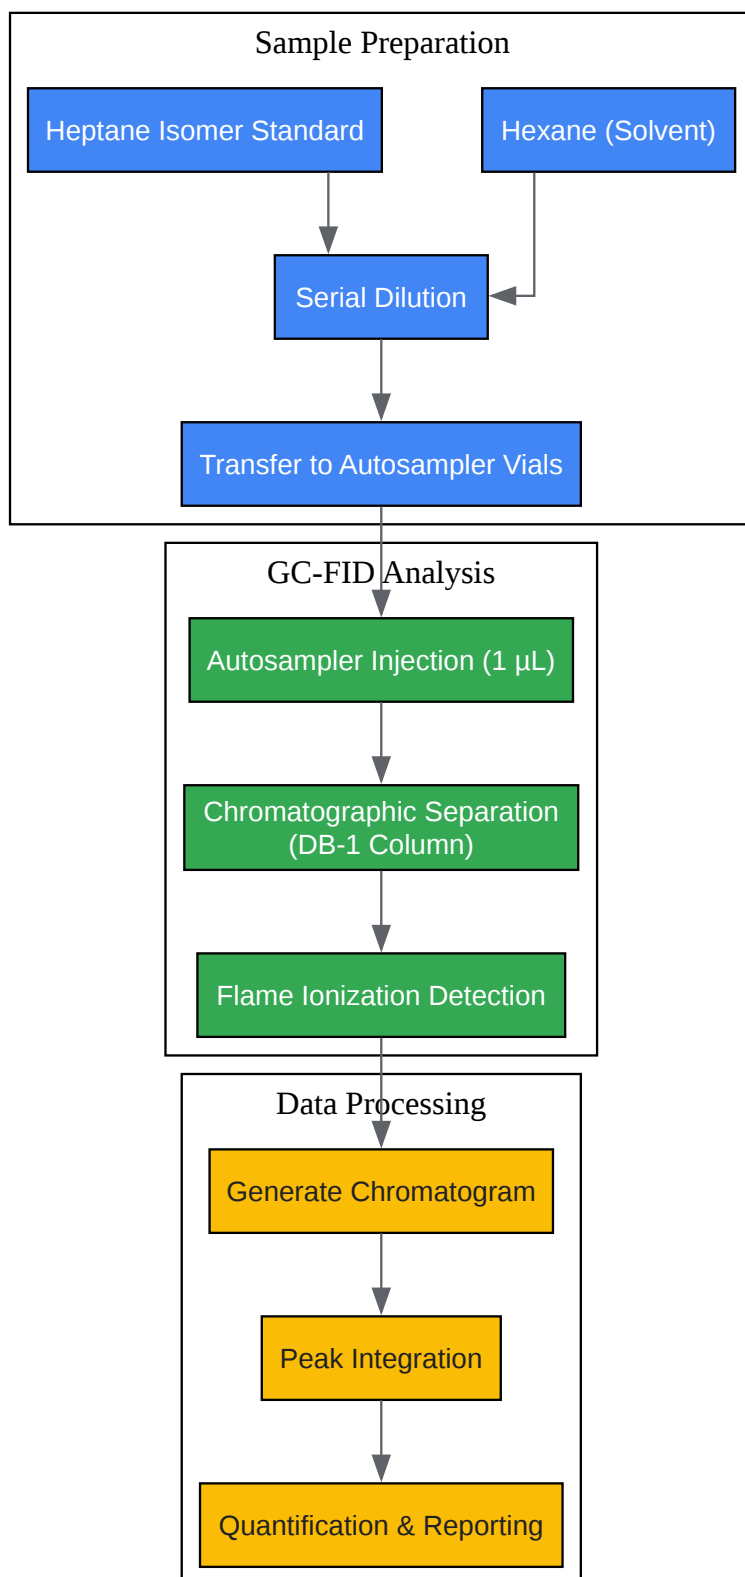 Sample Preparation
Heptane Isomer Standard
Hexane (Solvent)
Serial Dilution
Transfer to Autosampler Vials
GC-FID Analysis
Autosampler Injection (1 µL)
Chromatographic Separation
(DB-1 Column)
Flame Ionization Detection
Data Processing
Generate Chromatogram
Peak Integration
Quantification & Reporting